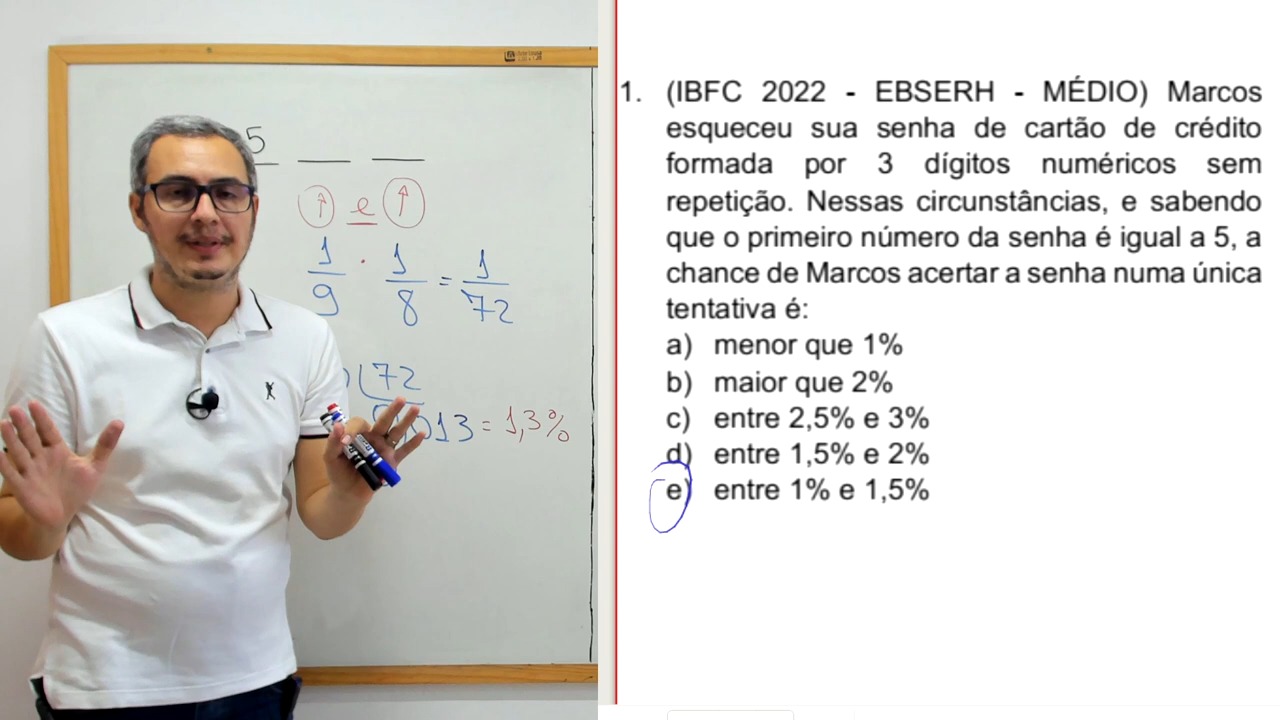 5 ___ ___
↑ e ↑
1/9 · 1/8 = 1/72
72
013 = 1,3%
1. (IBFC 2022 - EBSERH - MÉDIO) Marcos
esqueceu sua senha de cartão de crédito
formada por 3 dígitos numéricos sem
repetição. Nessas circunstâncias, e sabendo
que o primeiro número da senha é igual a 5, a
chance de Marcos acertar a senha numa única
tentativa é:
a) menor que 1%
b) maior que 2%
c) entre 2,5% e 3%
d) entre 1,5% e 2%
e) entre 1% e 1,5%